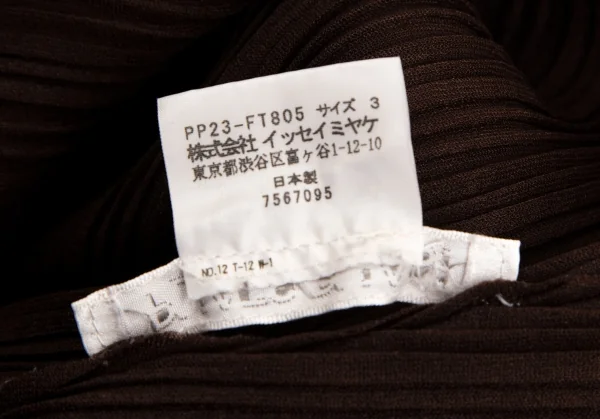 PP23-FT805 サイズ 3
株式会社 イッセイミヤケ
東京都渋谷区富ヶ谷1-12-10
日本製
7567095
NO.12 T-12 W-1